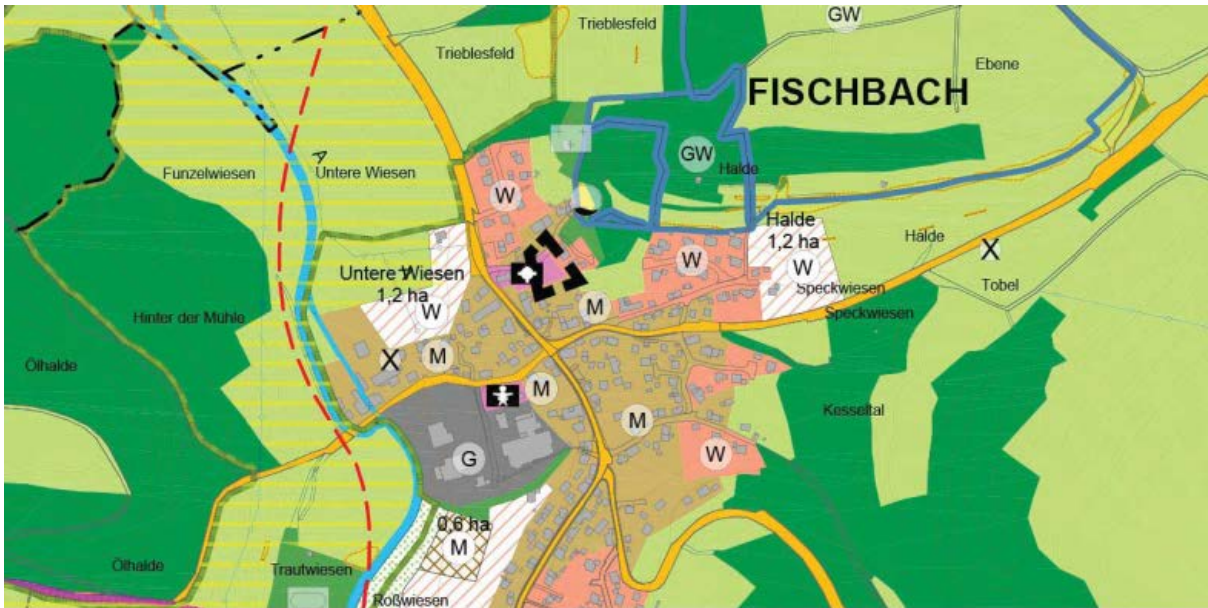 GW
Trieblesfeld
Trieblesfeld
Ebene
FISCHBACH
GW
Funzelwiesen
Untere Wiesen
Halde
W
Halde
1,2 ha
W
Halde
X
W
Untere Wiesen
1,2 ha
Speckwiesen
Tobel
M
W
Speckwiesen
Hinter der Mühle
X
M
Ölhalde
M
Kesseltal
M
W
G
0,6 ha
M
Ölhalde
Trautwiesen
Roßwiesen